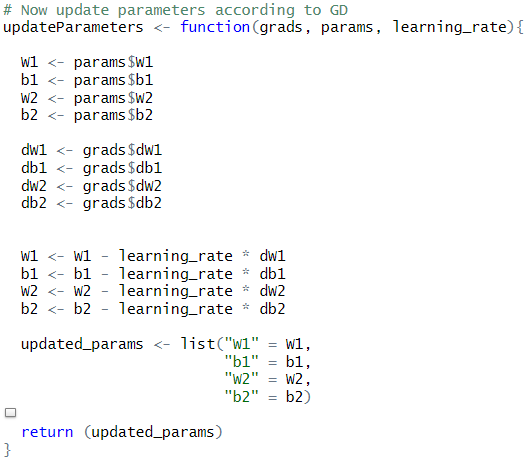 # Now update parameters according to GD
updateParameters <- function(grads, params, learning_rate){
  W1 <- params$W1
  b1 <- params$b1
  W2 <- params$W2
  b2 <- params$b2
  dW1 <- grads$dW1
  db1 <- grads$db1
  dW2 <- grads$dW2
  db2 <- grads$db2
  W1 <- W1 - learning_rate * dW1
  b1 <- b1 - learning_rate * db1
  W2 <- W2 - learning_rate * dW2
  b2 <- b2 - learning_rate * db2
  updated_params <- list("W1" = W1,
                         "b1" = b1,
                         "W2" = W2,
                         "b2" = b2)
  return (updated_params)
}